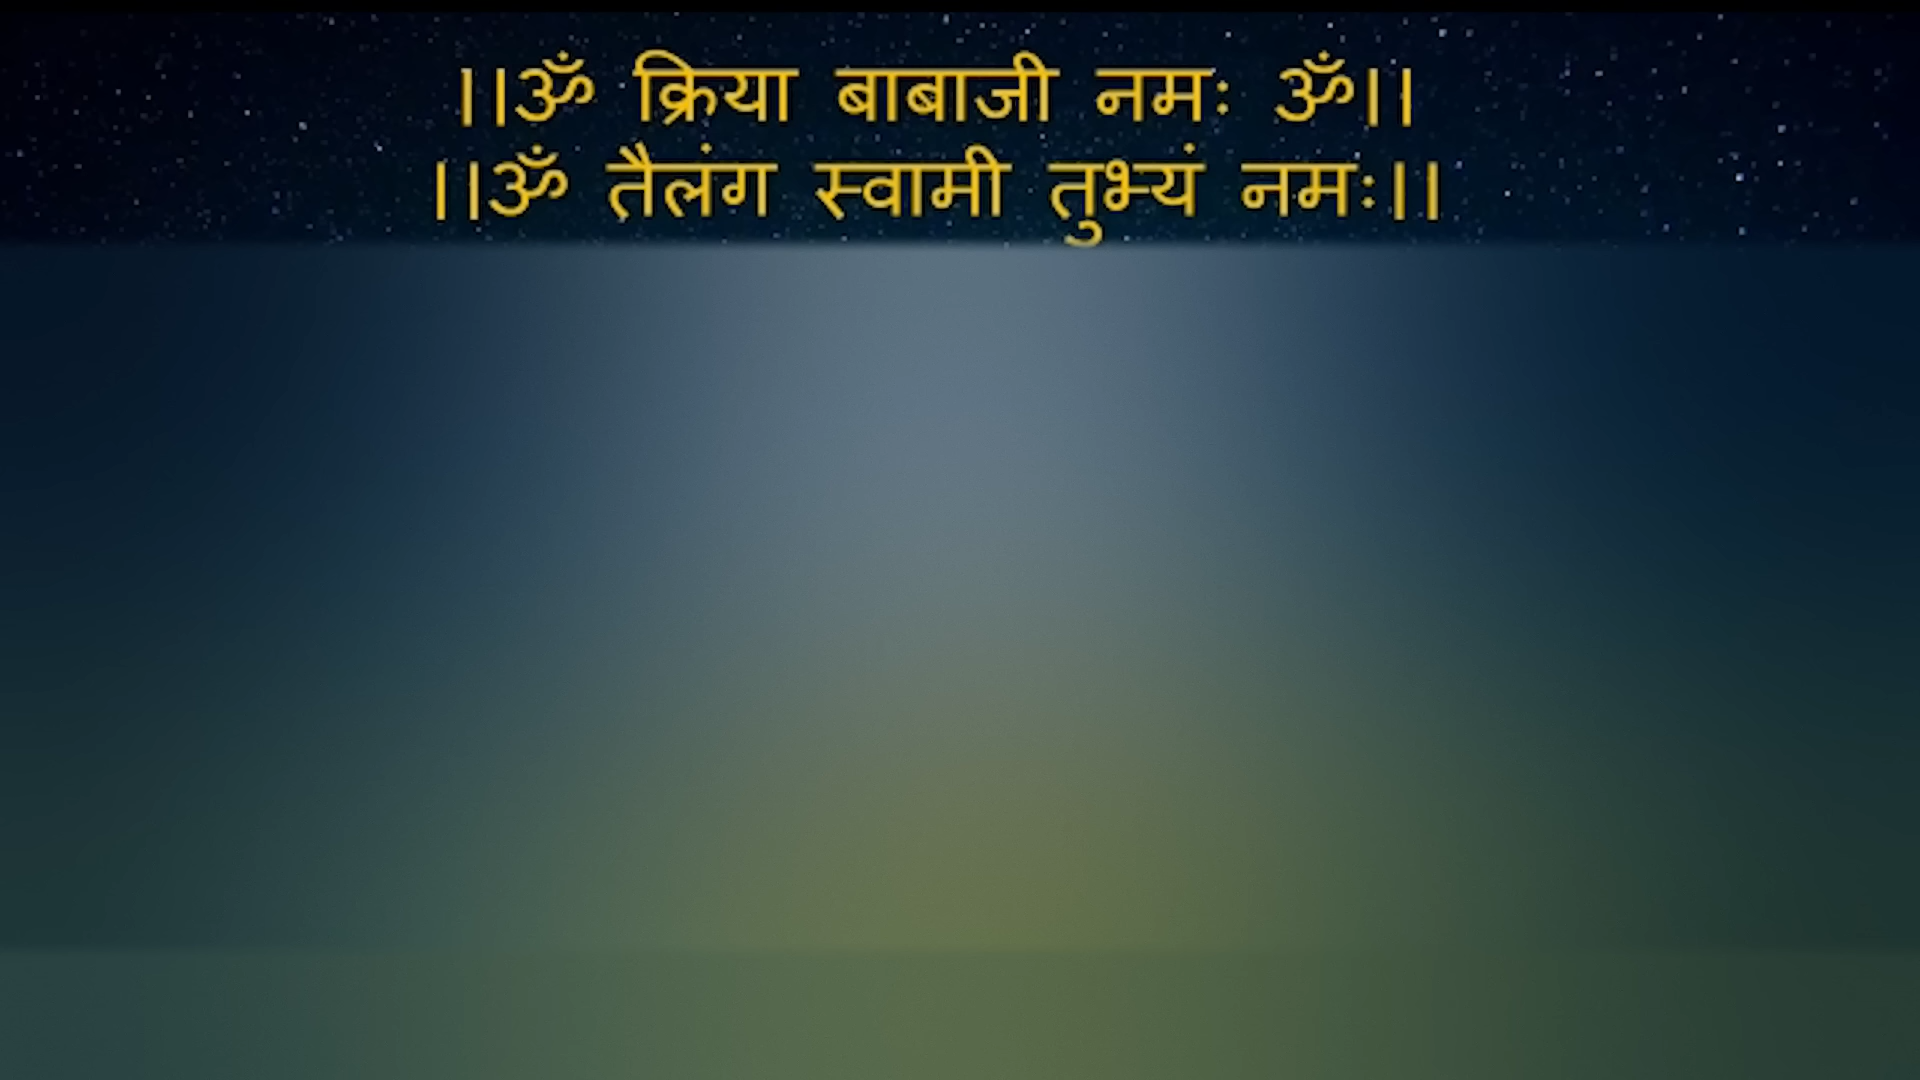 ।।ॐ क्रिया बाबाजी नमः ॐ।।
।।ॐ तैलंग स्वामी तुभ्यं नमः।।